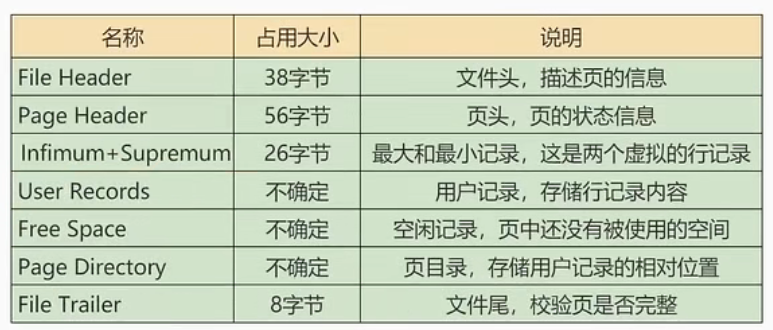 名称 占用大小 说明
File Header 38字节 文件头，描述页的信息
Page Header 56字节 页头，页的状态信息
Infimum+Supremum 26字节 最大和最小记录，这是两个虚拟的行记录
User Records 不确定 用户记录，存储行记录内容
Free Space 不确定 空闲记录，页中还没有被使用的空间
Page Directory 不确定 页目录，存储用户记录的相对位置
File Trailer 8字节 文件尾，校验页是否完整